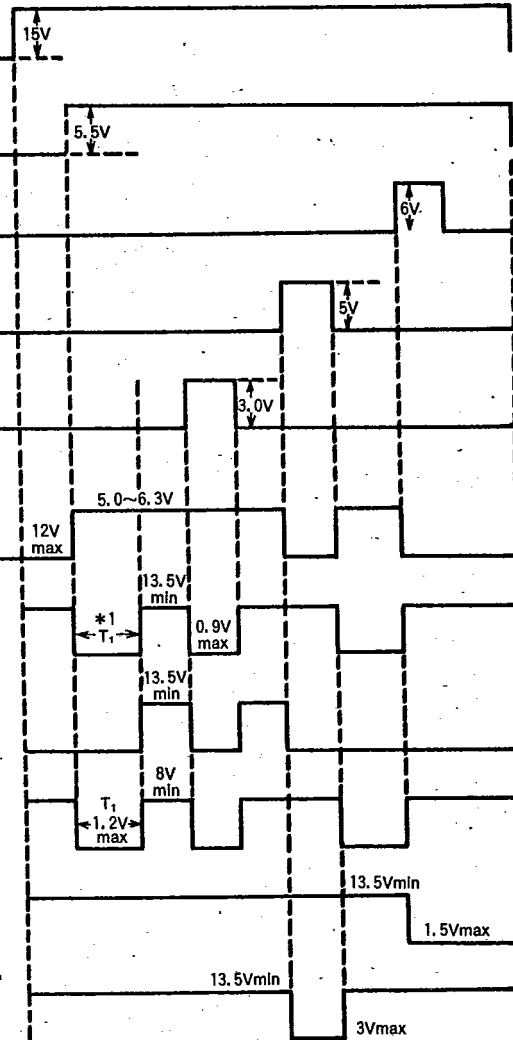 15V
5.5V
6V
5V
3.0V
5.0~6.3V
12V
max
13.5V
min
*1
T₁
0.9V
max
13.5V
min
8V
min
T₁
1.2V
max
13.5Vmin
1.5Vmax
13.5Vmin
3Vmax